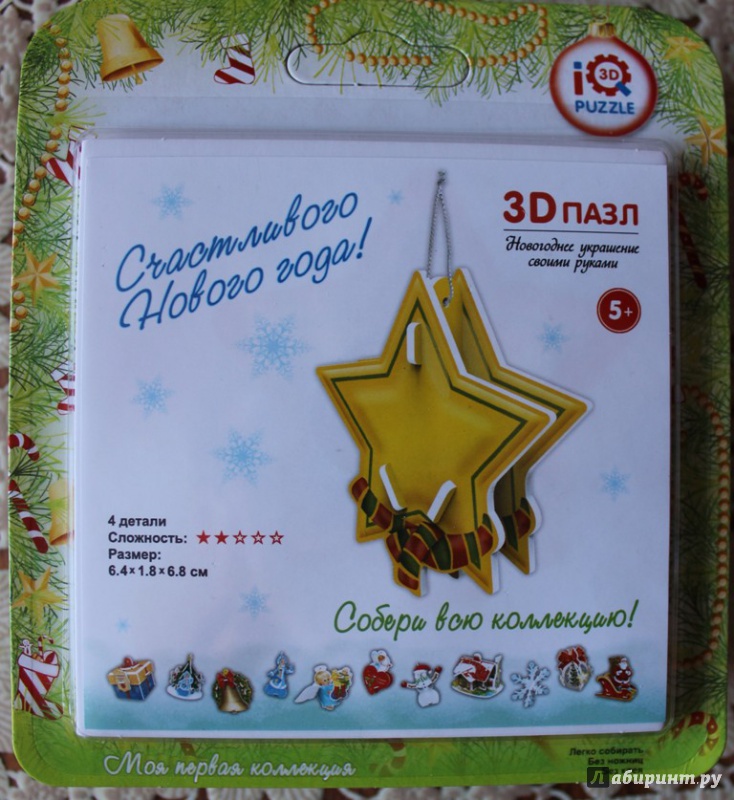 3D
iQ
PUZZLE
Счастливого
Нового года!
3D ПАЗЛ
Новогоднее украшение
своими руками
5+
4 детали
Сложность:
Размер:
6.4×1.8×6.8 см
Собери всю коллекцию!
Моя первая коллекция
Легко собирать
Без ножниц
Лабиринт.ру